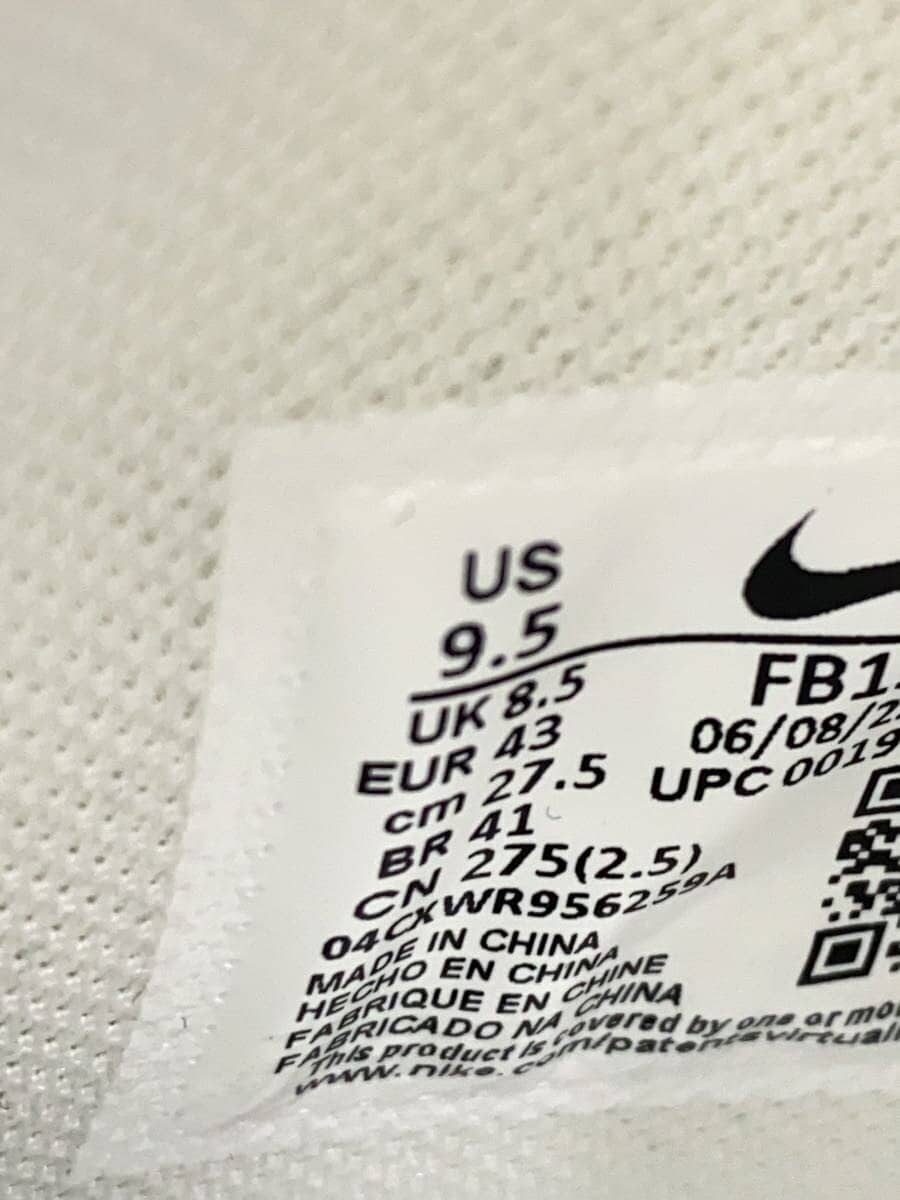 US
9.5
UK 8.5
EUR 43
cm 27.5
BR 41
CN 275(2.5)
04CXWR956259A
MADE IN CHINA
HECHO EN CHINA
FABRIQUE EN CHINE
FABRICADO NA CHINA
This product is covered by one or
www.nike.com/patents
FB1
06/08/2
UPC 0019